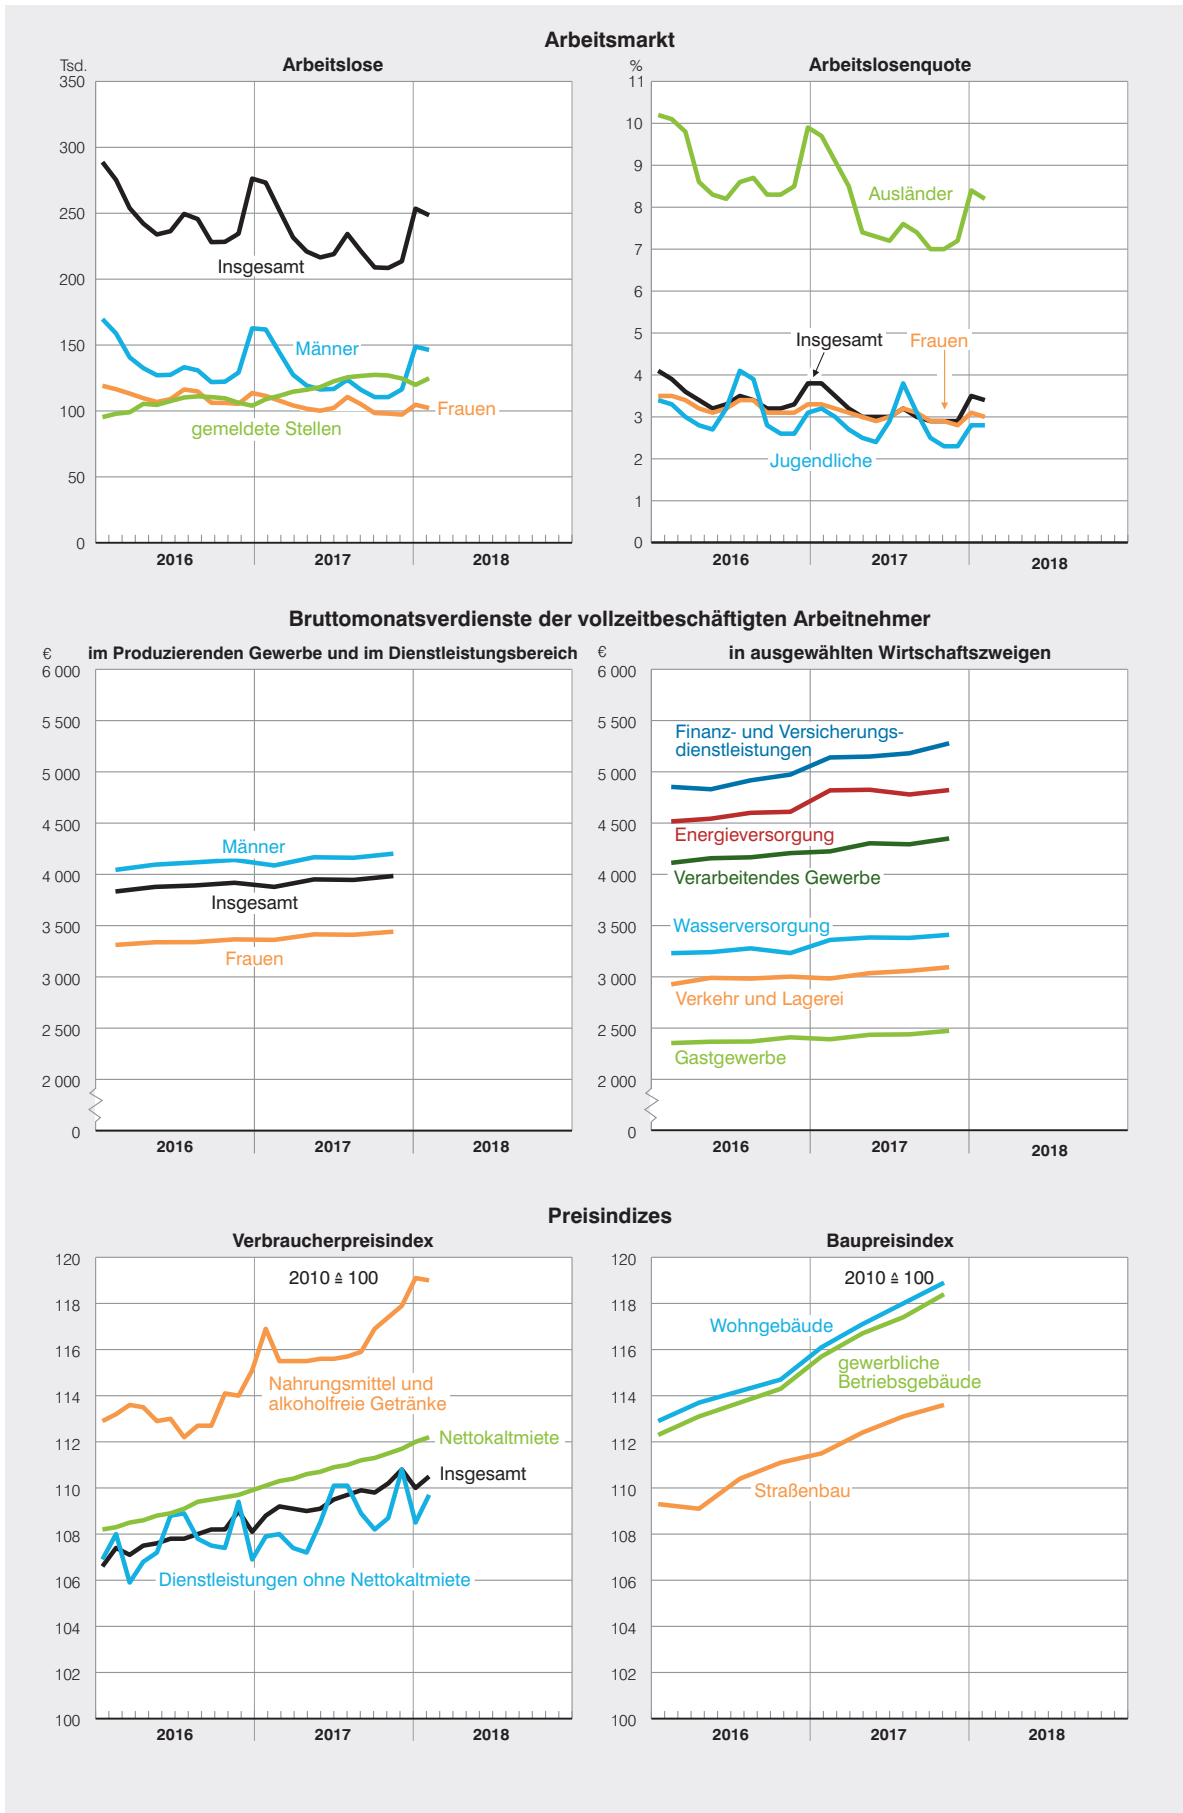 Arbeitsmarkt
Tsd.
Arbeitslose
350
300
250
200
150
100
50
0
Insgesamt
Männer
Frauen
gemeldete Stellen
2016
2017
2018
%
Arbeitslosenquote
11
10
9
8
7
6
5
4
3
2
1
0
Ausländer
Insgesamt
Frauen
Jugendliche
2016
2017
2018
Bruttomonatsverdienste der vollzeitbeschäftigten Arbeitnehmer
€
im Produzierenden Gewerbe und im Dienstleistungsbereich
6 000
5 500
5 000
4 500
4 000
3 500
3 000
2 500
2 000
0
Männer
Insgesamt
Frauen
2016
2017
2018
€
in ausgewählten Wirtschaftszweigen
6 000
5 500
5 000
4 500
4 000
3 500
3 000
2 500
2 000
0
Finanz- und Versicherungs-
dienstleistungen
Energieversorgung
Verarbeitendes Gewerbe
Wasserversorgung
Verkehr und Lagerei
Gastgewerbe
2016
2017
2018
Preisindizes
Verbraucherpreisindex
120
118
116
114
112
110
108
106
104
102
100
2010 ≙ 100
Nahrungsmittel und
alkoholfreie Getränke
Nettokaltmiete
Insgesamt
Dienstleistungen ohne Nettokaltmiete
2016
2017
2018
Baupreisindex
120
118
116
114
112
110
108
106
104
102
100
2010 ≙ 100
Wohngebäude
gewerbliche
Betriebsgebäude
Straßenbau
2016
2017
2018